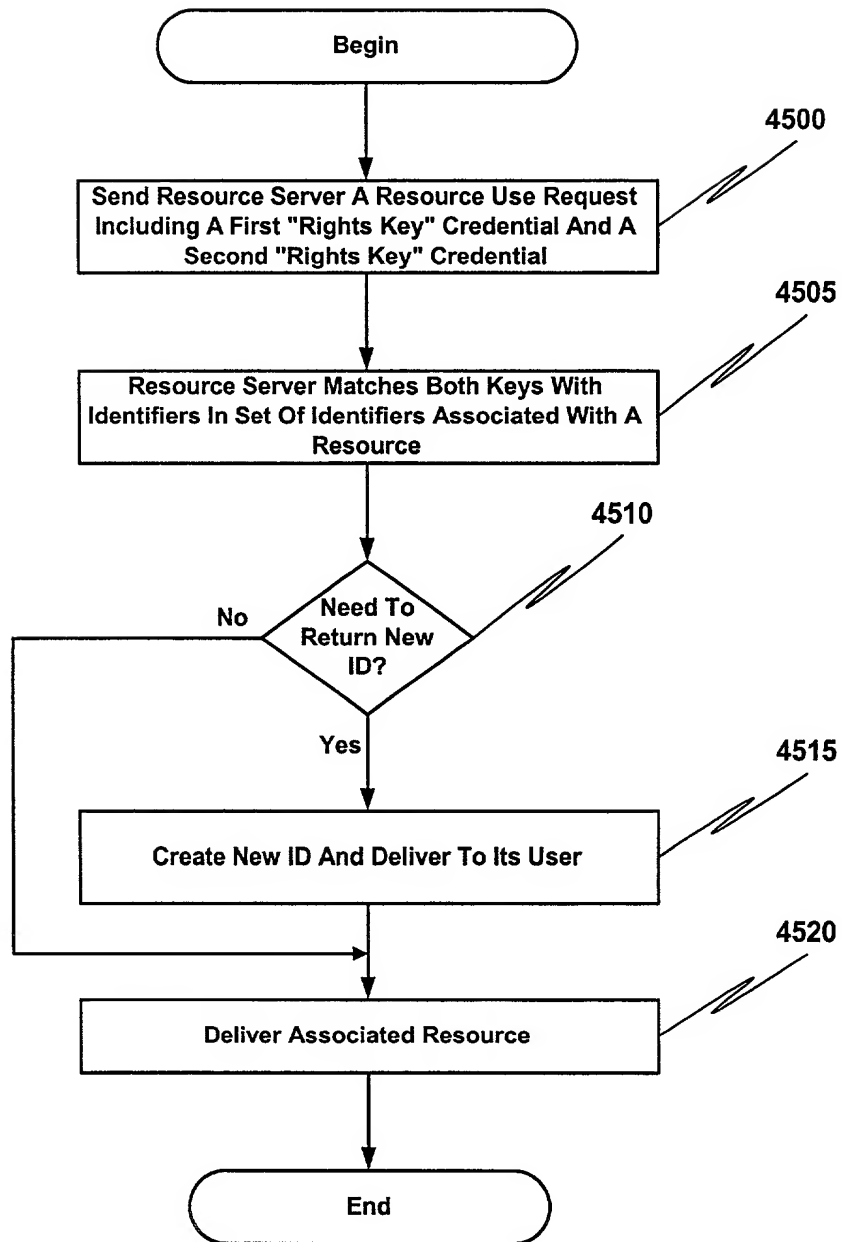 Begin
4500
Send Resource Server A Resource Use Request
Including A First "Rights Key" Credential And A
Second "Rights Key" Credential
4505
Resource Server Matches Both Keys With
Identifiers In Set Of Identifiers Associated With A
Resource
4510
No
Need To
Return New
ID?
Yes
4515
Create New ID And Deliver To Its User
4520
Deliver Associated Resource
End